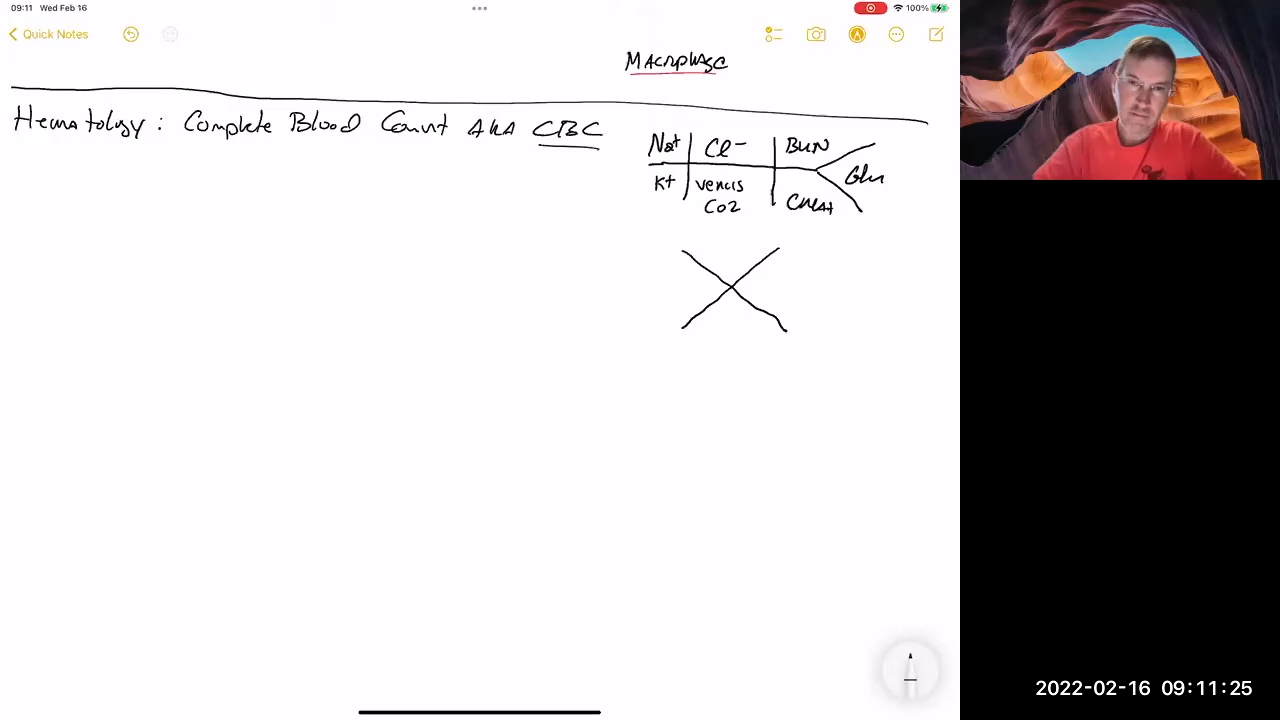 09:11 Wed Feb 16
100%
Quick Notes
Macrophage
Hematology: Complete Blood Count AKA CBC
Na+ Cl- BUN
Glu
K+ venus
CO2 Creat
2022-02-16 09:11:25